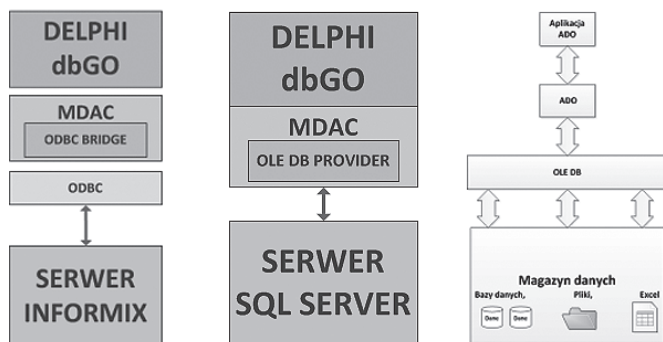 DELPHI
dbGO
MDAC
ODBC BRIDGE
ODBC
SERWER
INFORMIX
DELPHI
dbGO
MDAC
OLE DB PROVIDER
SERWER
SQL SERVER
Aplikacja
ADO
ADO
OLE DB
Magazyn danych
Bazy danych, Pliki, Excel
Dane Dane